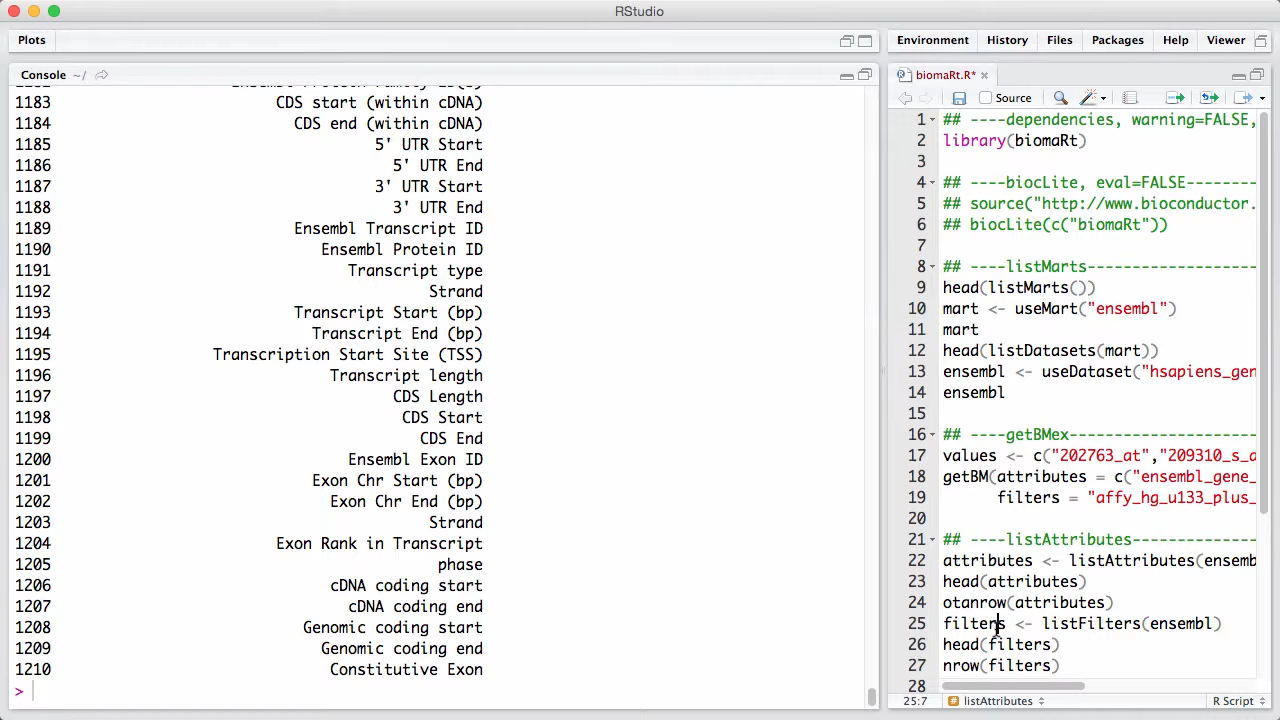 RStudio
Plots
Environment History Files Packages Help Viewer
Console ~/
biomaRt.R*
Source
1183 CDS start (within cDNA)
1184 CDS end (within cDNA)
1185 5' UTR Start
1186 5' UTR End
1187 3' UTR Start
1188 3' UTR End
1189 Ensembl Transcript ID
1190 Ensembl Protein ID
1191 Transcript type
1192 Strand
1193 Transcript Start (bp)
1194 Transcript End (bp)
1195 Transcription Start Site (TSS)
1196 Transcript length
1197 CDS Length
1198 CDS Start
1199 CDS End
1200 Ensembl Exon ID
1201 Exon Chr Start (bp)
1202 Exon Chr End (bp)
1203 Strand
1204 Exon Rank in Transcript
1205 phase
1206 cDNA coding start
1207 cDNA coding end
1208 Genomic coding start
1209 Genomic coding end
1210 Constitutive Exon
>
1 ## ----dependencies, warning=FALSE,
2 library(biomaRt)
3
4 ## ----biocLite, eval=FALSE--------
5 ## source("http://www.bioconductor.
6 ## biocLite(c("biomaRt"))
7
8 ## ----listMarts-------------------
9 head(listMarts())
10 mart <- useMart("ensembl")
11 mart
12 head(listDatasets(mart))
13 ensembl <- useDataset("hsapiens_gen
14 ensembl
15
16 ## ----getBMex---------------------
17 values <- c("202763_at","209310_s_a
18 getBM(attributes = c("ensembl_gene_
19 filters = "affy_hg_u133_plus_
20
21 ## ----listAttributes--------------
22 attributes <- listAttributes(ensemb
23 head(attributes)
24 otanrow(attributes)
25 filters <- listFilters(ensembl)
26 head(filters)
27 nrow(filters)
28
25:7 # listAttributes R Script